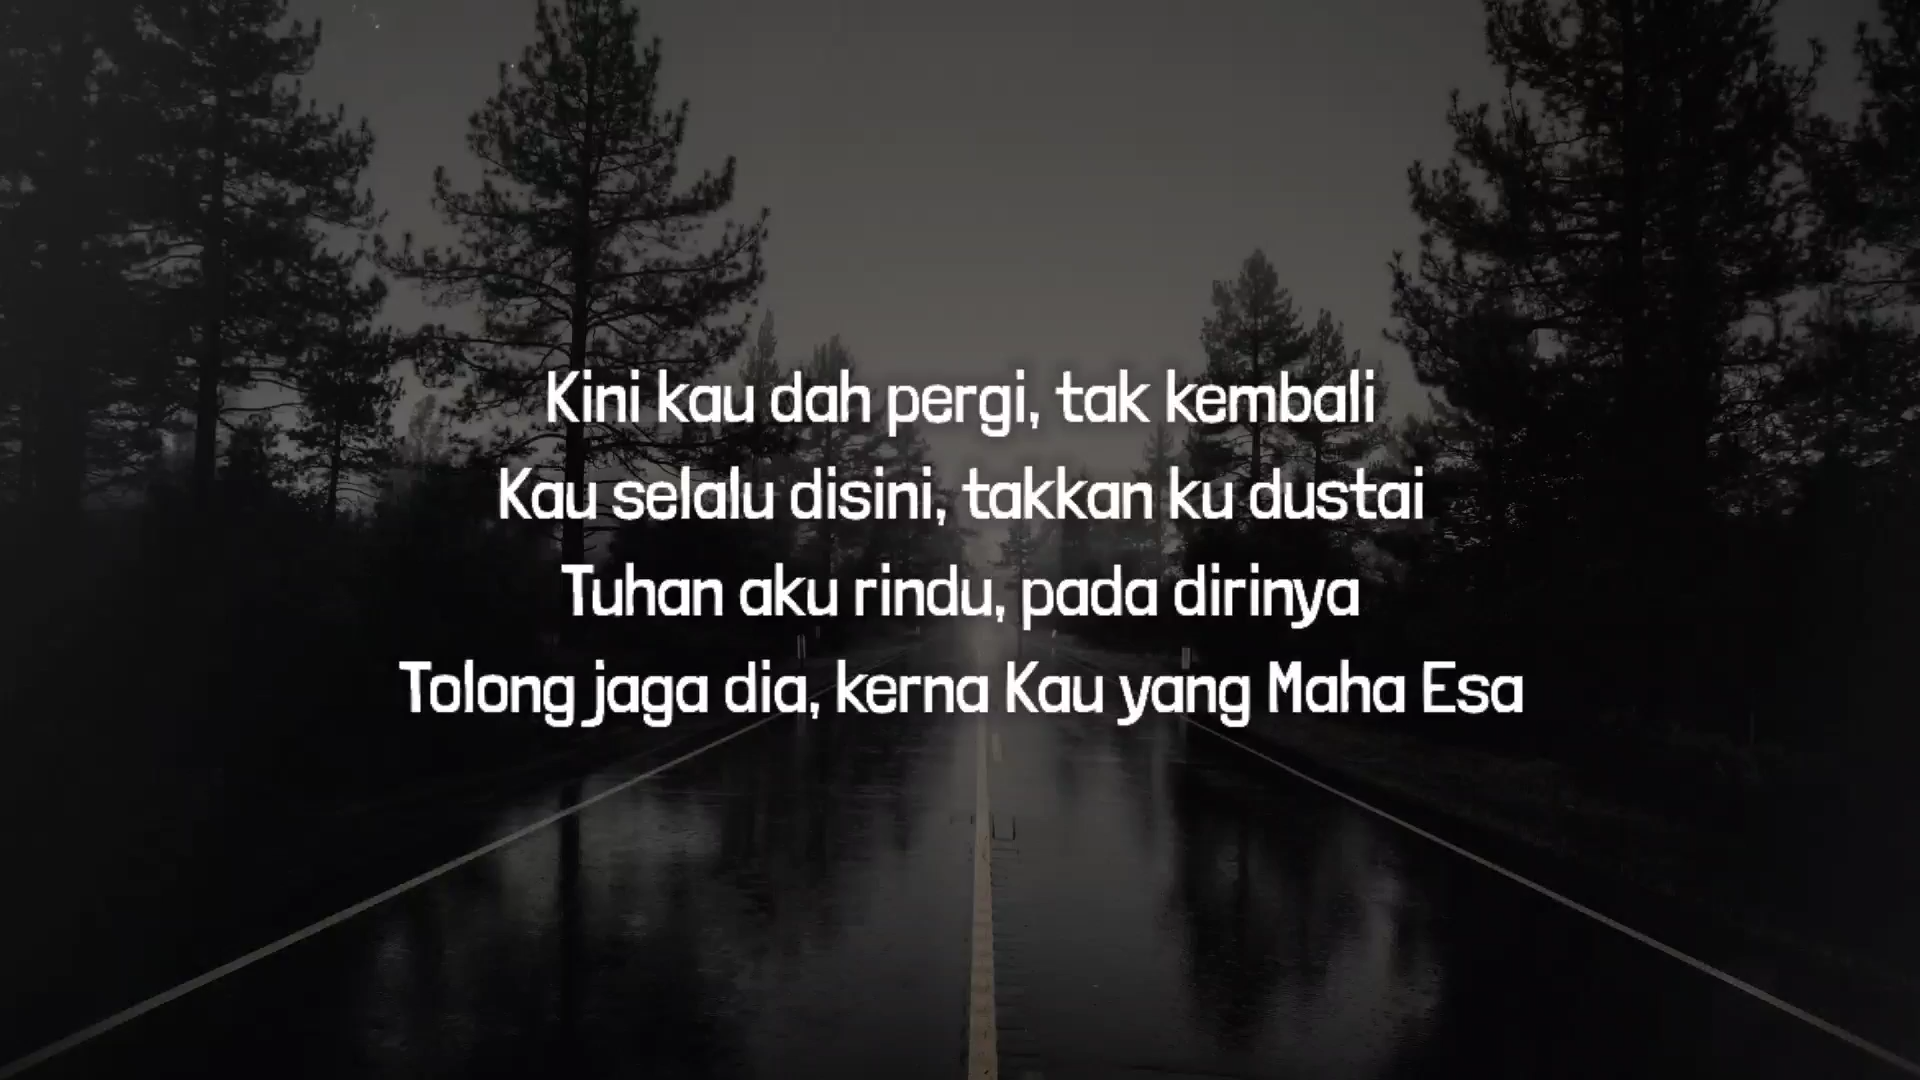 Kini kau dah pergi, tak kembali
Kau selalu disini, takkan ku dustai
Tuhan aku rindu, pada dirinya
Tolong jaga dia, kerna Kau yang Maha Esa